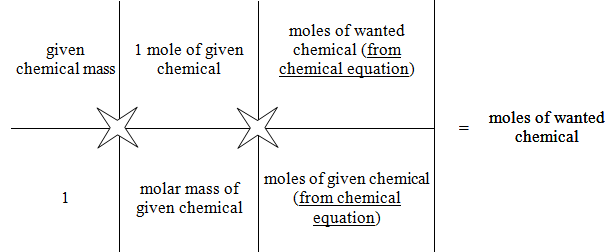 given
chemical mass
1 mole of given
chemical
moles of wanted
chemical (from
chemical equation)
=
moles of wanted
chemical
1
molar mass of
given chemical
moles of given chemical
(from chemical
equation)